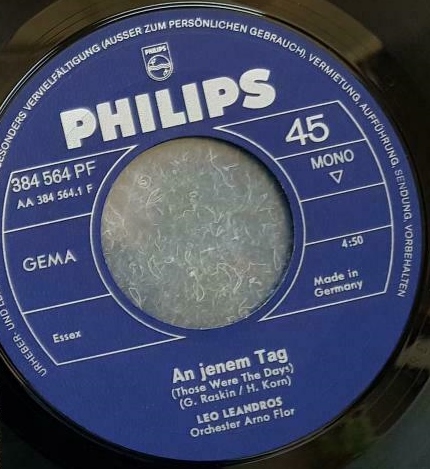 BESONDERS VERVIELFÄLTIGUNG (AUSSER ZUM PERSÖNLICHEN GEBRAUCH), VERMIETUNG, AUFFÜHRUNG, SENDUNG, VORBEHALTEN
PHILIPS
PHILIPS
384 564 PF
AA 384 564.1 F
45
MONO
GEMA
4:50
Made in
Germany
Essex
URHEBER- UND
An jenem Tag
(Those Were The Days)
(G. Raskin / H. Korn)
LEO LEANDROS
Orchester Arno Flor